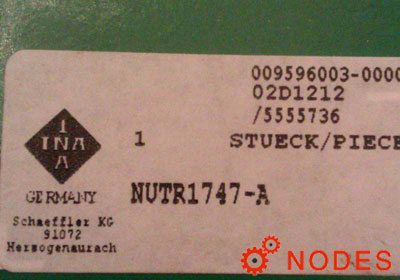 009596003-0000
02D1212
/5555736
1 STUECK/PIECE
I
INA
A
GERMANY
NUTR1747-A
Schaeffler KG
91072
Herzogenaurach
NODES